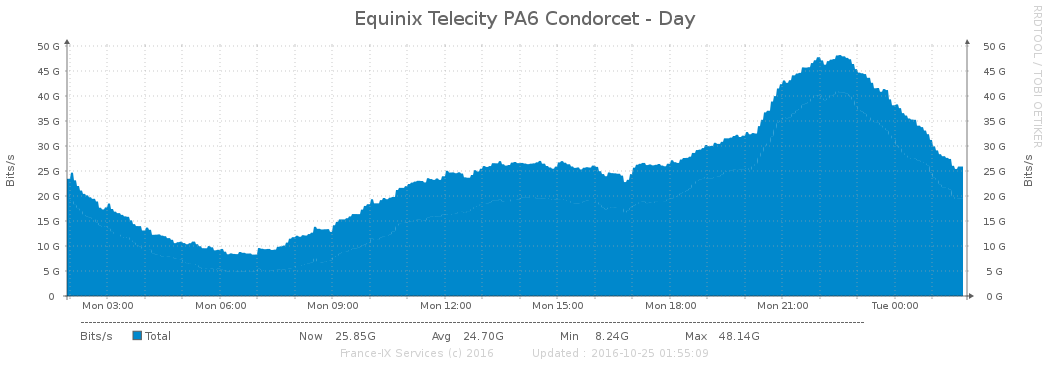 Equinix Telecity PA6 Condorcet - Day
RRDTOOL / TOBI OETIKER
Bits/s
50 G
45 G
40 G
35 G
30 G
25 G
20 G
15 G
10 G
5 G
0
50 G
45 G
40 G
35 G
30 G
25 G
20 G
15 G
10 G
5 G
0 G
Bits/s
Mon 03:00 Mon 06:00 Mon 09:00 Mon 12:00 Mon 15:00 Mon 18:00 Mon 21:00 Tue 00:00
Bits/s Total Now 25.85G Avg 24.70G Min 8.24G Max 48.14G
France-IX Services (c) 2016 Updated : 2016-10-25 01:55:09